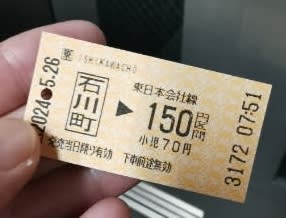 ISHIKAWACHO
2024.-5.26
石川町
▶
東日本会社線
150円区間
小児70円
発売当日限り有効 下車前途無効
3172 07:51